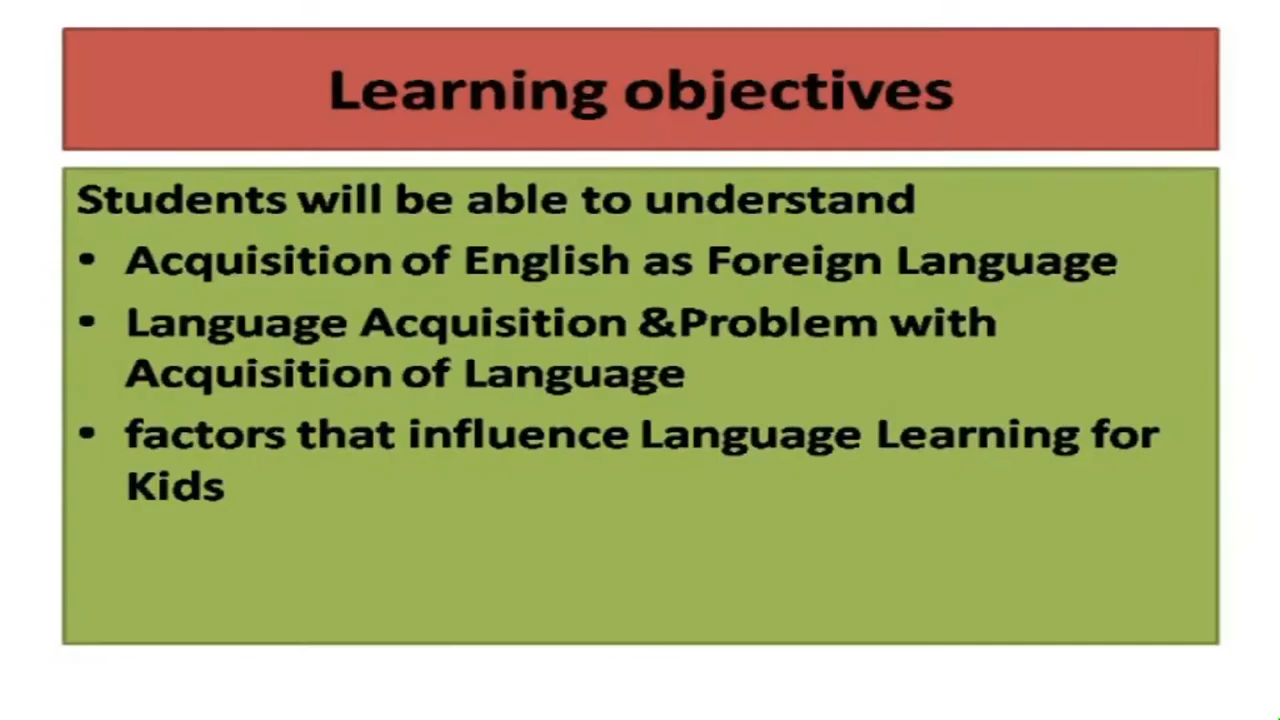 Learning objectives
Students will be able to understand
• Acquisition of English as Foreign Language
• Language Acquisition &Problem with
Acquisition of Language
• factors that influence Language Learning for
Kids